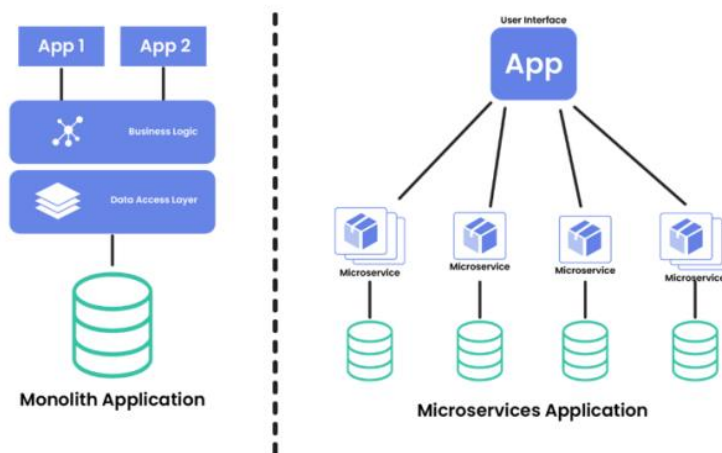 App 1
App 2
Business Logic
Data Access Layer
Monolith Application
User Interface
App
Microservice
Microservice
Microservice
Microservice
Microservices Application